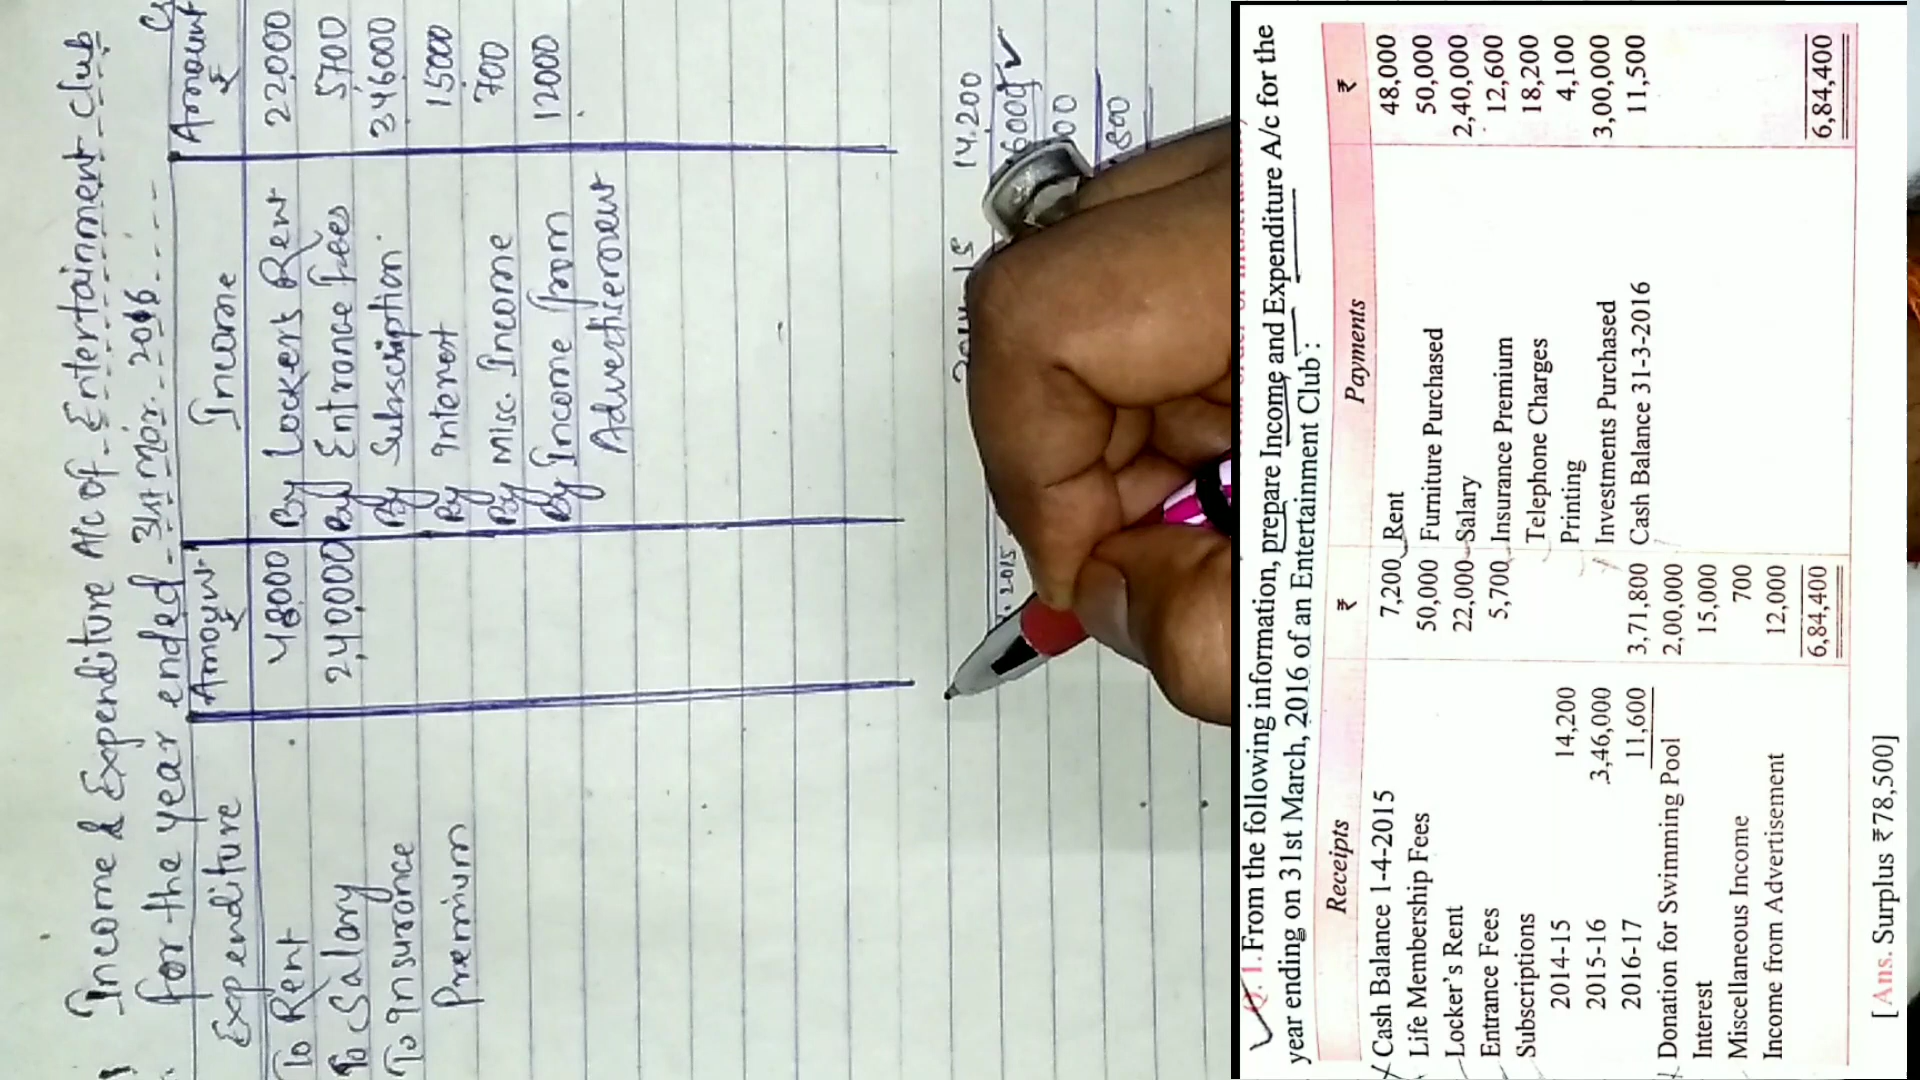 Income & Expenditure A/c of Entertainment Club
for the year ended 31st Mar. 2016
Expenditure Amount ₹ Income Amount ₹
To Rent 48000 By Lockers Rent 22000
To Salary 240000 By Entrance Fees 5700
To Insurance By Subscription 346000
Premium By Interest 15000
By Misc. Income 700
By Income from 12000
Advertisement
14,200
2015
Q. 1. From the following information, prepare Income and Expenditure A/c for the
year ending on 31st March, 2016 of an Entertainment Club :
Receipts ₹ Payments ₹
Cash Balance 1-4-2015 7,200 Rent 48,000
Life Membership Fees 50,000 Furniture Purchased 50,000
Locker's Rent 22,000 Salary 2,40,000
Entrance Fees 5,700 Insurance Premium 12,600
Subscriptions Telephone Charges 18,200
2014-15 14,200 Printing 4,100
2015-16 3,46,000 Investments Purchased 3,00,000
2016-17 11,600 3,71,800 Cash Balance 31-3-2016 11,500
Donation for Swimming Pool 2,00,000
Interest 15,000
Miscellaneous Income 700
Income from Advertisement 12,000
6,84,400 6,84,400
[Ans. Surplus ₹78,500]